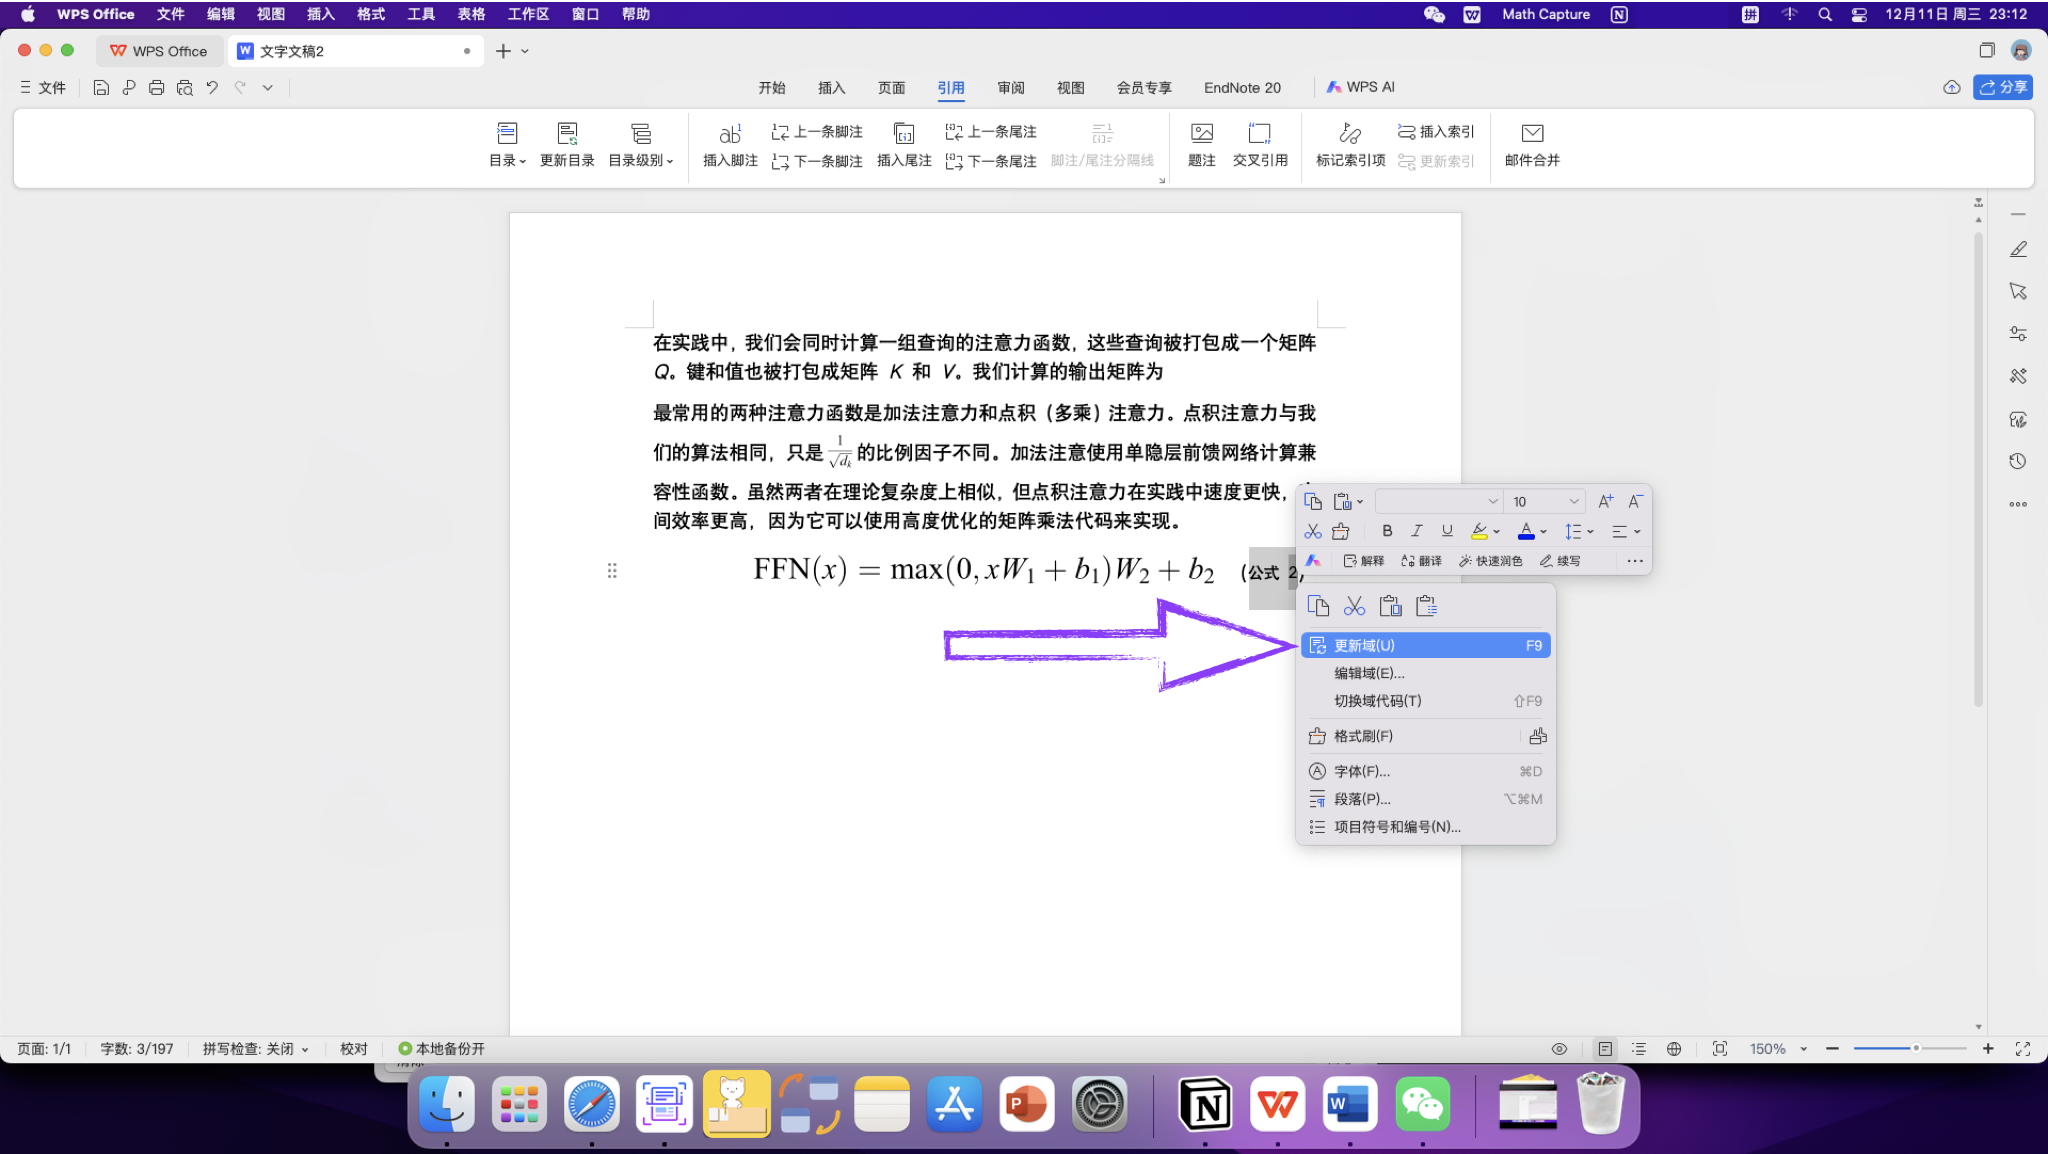 WPS Office 文件 编辑 视图 插入 格式 工具 表格 工作区 窗口 帮助 Math Capture 拼 12月11日 周三 23:12
WPS Office W 文字文稿2
文件 开始 插入 页面 引用 审阅 视图 会员专享 EndNote 20 WPS AI 分享
ab 上一条脚注 上一条尾注 插入索引
目录 更新目录 目录级别 插入脚注 下一条脚注 插入尾注 下一条尾注 脚注/尾注分隔线 题注 交叉引用 标记索引项 更新索引 邮件合并
在实践中，我们会同时计算一组查询的注意力函数，这些查询被打包成一个矩阵
Q。键和值也被打包成矩阵 K 和 V。我们计算的输出矩阵为
最常用的两种注意力函数是加法注意力和点积（多乘）注意力。点积注意力与我
们的算法相同，只是 1/√dk 的比例因子不同。加法注意使用单隐层前馈网络计算兼
容性函数。虽然两者在理论复杂度上相似，但点积注意力在实践中速度更快，
间效率更高，因为它可以使用高度优化的矩阵乘法代码来实现。
FFN(x) = max(0, xW1 + b1)W2 + b2 (公式 2)
10 A+ A-
B I U A
解释 翻译 快速润色 续写 ...
更新域(U) F9
编辑域(E)...
切换域代码(T) ⇧F9
格式刷(F)
字体(F)... ⌘D
段落(P)... ⌥⌘M
项目符号和编号(N)...
页面: 1/1 字数: 3/197 拼写检查: 关闭 校对 本地备份开 150%